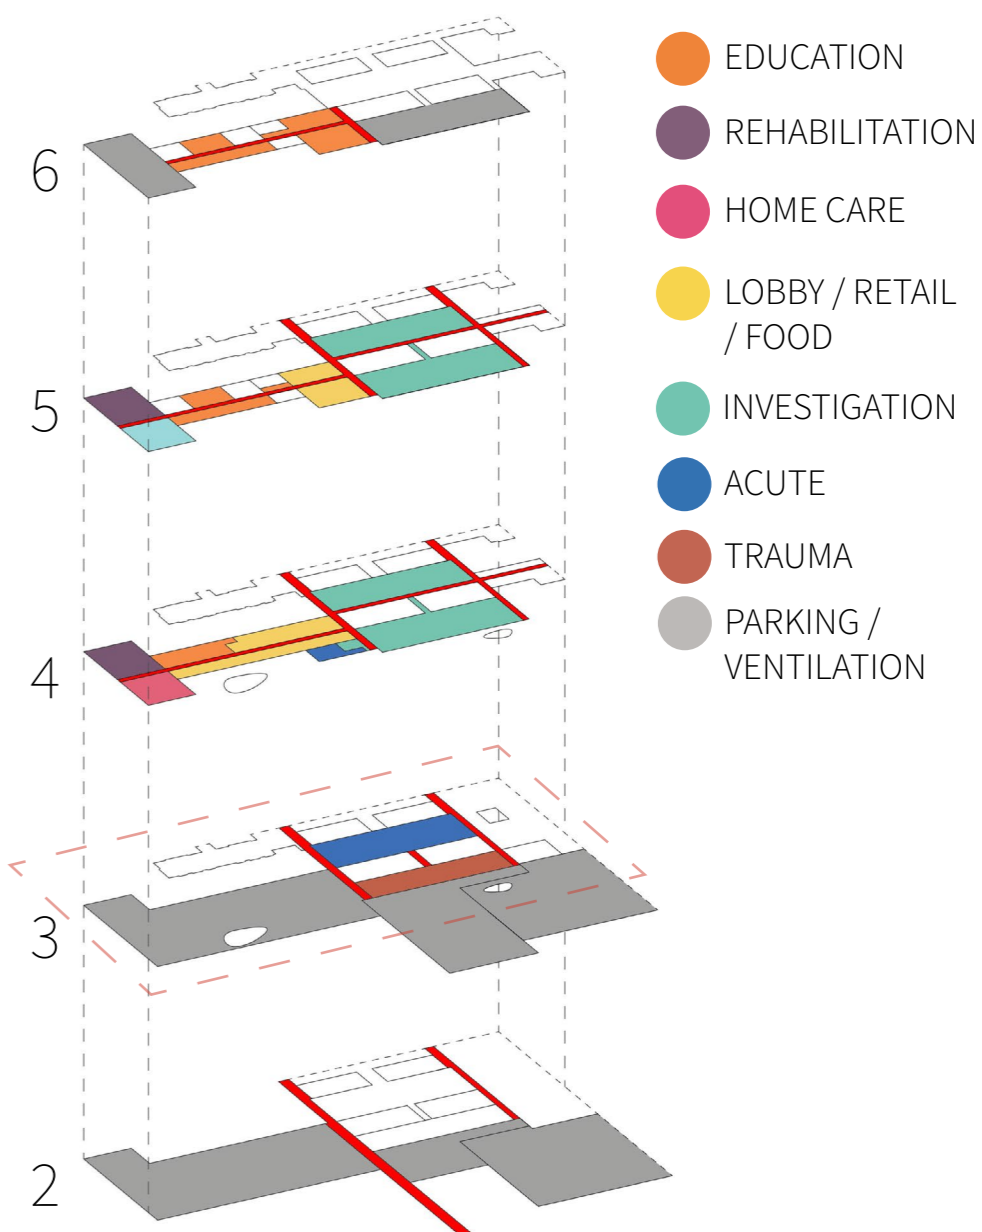 EDUCATION
REHABILITATION
HOME CARE
LOBBY / RETAIL
/ FOOD
INVESTIGATION
ACUTE
TRAUMA
PARKING /
VENTILATION
6
5
4
3
2